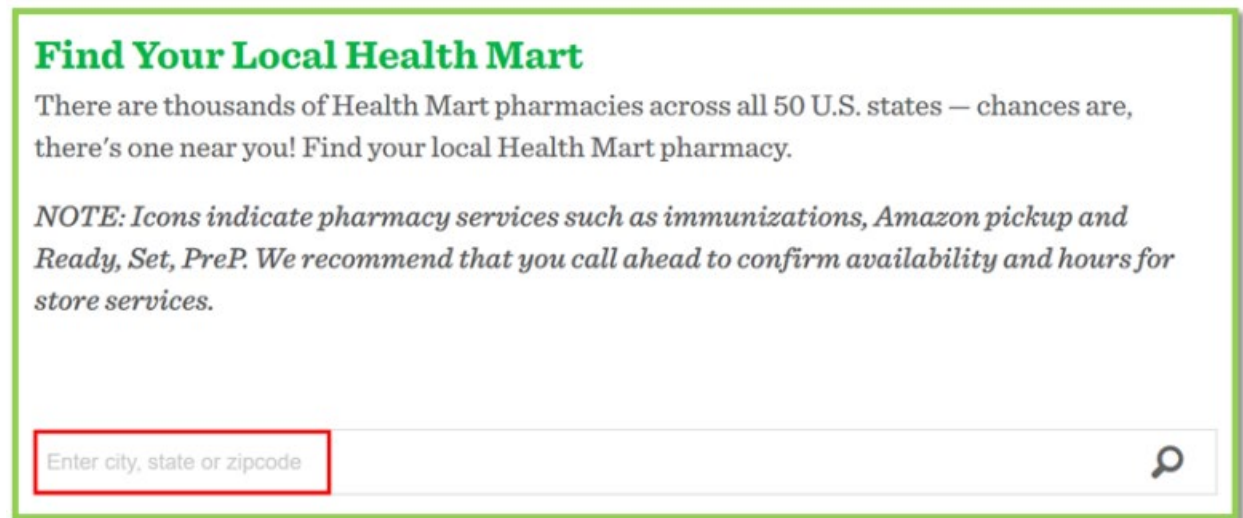 Find Your Local Health Mart
There are thousands of Health Mart pharmacies across all 50 U.S. states — chances are,
there's one near you! Find your local Health Mart pharmacy.
NOTE: Icons indicate pharmacy services such as immunizations, Amazon pickup and
Ready, Set, PreP. We recommend that you call ahead to confirm availability and hours for
store services.
Enter city, state or zipcode